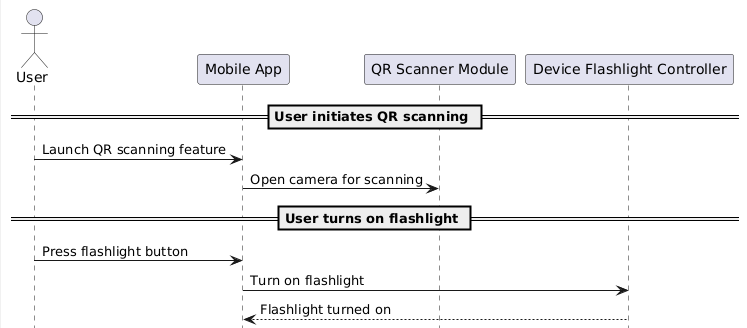 User
Mobile App
QR Scanner Module
Device Flashlight Controller
User initiates QR scanning
Launch QR scanning feature
Open camera for scanning
User turns on flashlight
Press flashlight button
Turn on flashlight
Flashlight turned on